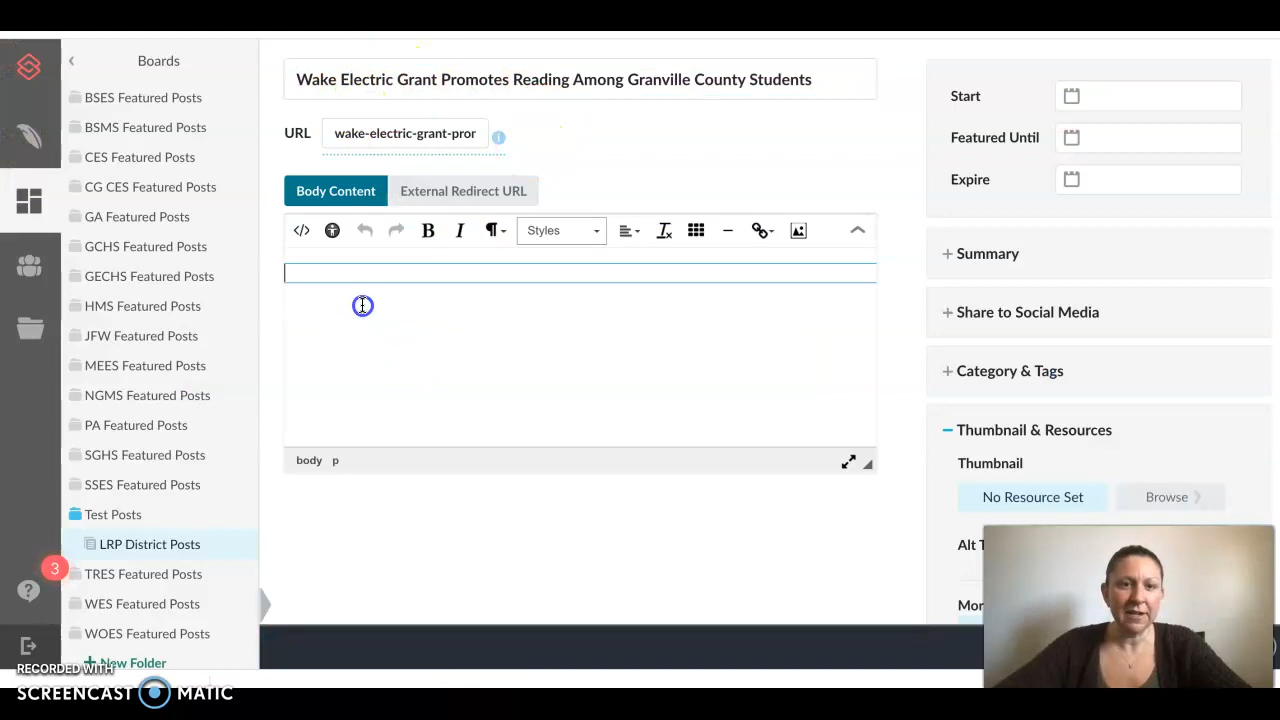 Boards
BSES Featured Posts
BSMS Featured Posts
CES Featured Posts
CG CES Featured Posts
GA Featured Posts
GCHS Featured Posts
GECHS Featured Posts
HMS Featured Posts
JFW Featured Posts
MEES Featured Posts
NGMS Featured Posts
PA Featured Posts
SGHS Featured Posts
SSES Featured Posts
Test Posts
LRP District Posts
3
TRES Featured Posts
WES Featured Posts
WOES Featured Posts
New Folder
Wake Electric Grant Promotes Reading Among Granville County Students
URL wake-electric-grant-pror
Body Content External Redirect URL
B I Styles
body p
Start
Featured Until
Expire
Summary
Share to Social Media
Category & Tags
Thumbnail & Resources
Thumbnail
No Resource Set Browse
Alt T
Mor
RECORDED WITH
SCREENCAST MATIC